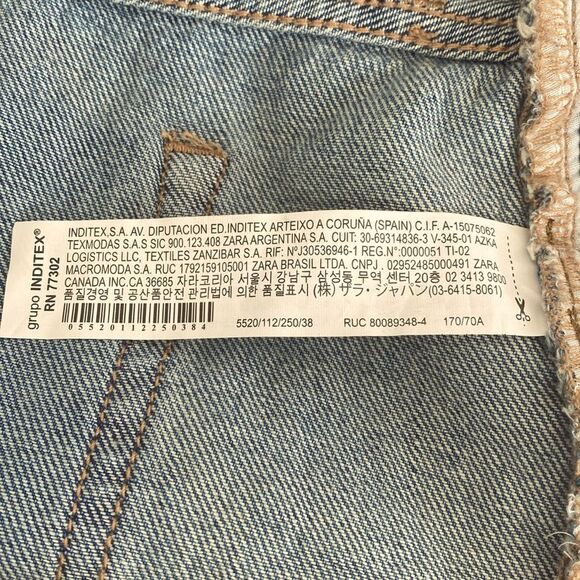 grupo INDITEX®
RN 77302
INDITEX,S.A. AV. DIPUTACION ED.INDITEX ARTEIXO A CORUÑA (SPAIN) C.I.F. A-15075062
TEXMODAS S.A.S SIC 900.123.408 ZARA ARGENTINA S.A. CUIT: 30-69314836-3 V-345-01 AZKA
LOGISTICS LLC, TEXTILES ZANZIBAR S.A. RIF: NºJ30536946-1 REG.Nº:0000051 TI-02
MACROMODA S.A. RUC 1792159105001 ZARA BRASIL LTDA. CNPJ . 02952485000491 ZARA
CANADA INC.CA 36685 자라코리아 서울시 강남구 삼성동 무역 센터, 20층 02 3413 9800
품질경영 및 공산품안전 관리법에 의한 품질표시 (株) ザラ・ジャパン(03-6415-8061)
05520112250384
5520/112/250/38 RUC 80089348-4 170/70A